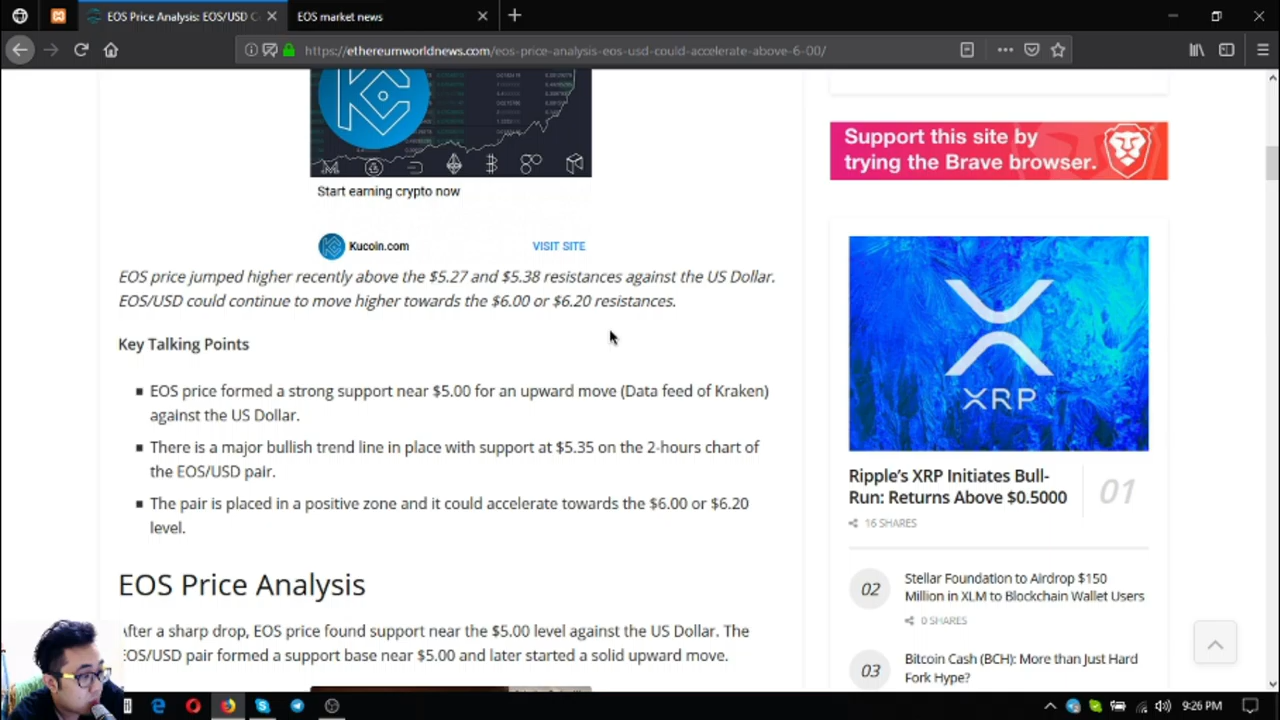 EOS Price Analysis: EOS/USD C
EOS market news
https://ethereumworldnews.com/eos-price-analysis-eos-usd-could-accelerate-above-6-00/
Start earning crypto now
Kucoin.com
VISIT SITE
EOS price jumped higher recently above the $5.27 and $5.38 resistances against the US Dollar.
EOS/USD could continue to move higher towards the $6.00 or $6.20 resistances.
Key Talking Points
EOS price formed a strong support near $5.00 for an upward move (Data feed of Kraken)
against the US Dollar.
There is a major bullish trend line in place with support at $5.35 on the 2-hours chart of
the EOS/USD pair.
The pair is placed in a positive zone and it could accelerate towards the $6.00 or $6.20
level.
EOS Price Analysis
After a sharp drop, EOS price found support near the $5.00 level against the US Dollar. The
EOS/USD pair formed a support base near $5.00 and later started a solid upward move.
Support this site by
trying the Brave browser.
XRP
Ripple's XRP Initiates Bull-
Run: Returns Above $0.5000
01
16 SHARES
02
Stellar Foundation to Airdrop $150
Million in XLM to Blockchain Wallet Users
0 SHARES
03
Bitcoin Cash (BCH): More than Just Hard
Fork Hype?
9:26 PM